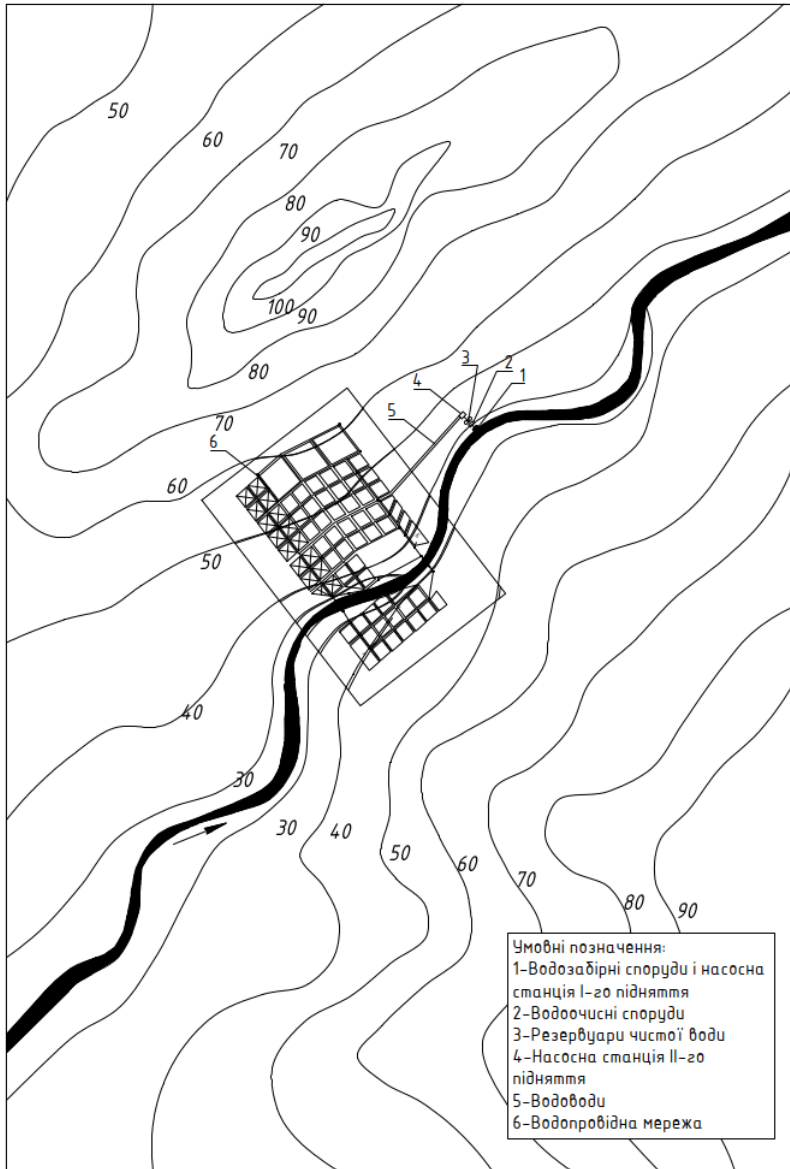 50
60
70
80
90
100
90
80
2
3
1
4
5
70
6
60
50
40
30
30
40
50
60
70
80
90
Умовні позначення:
1-Водозабірні споруди і насосна
станція I-го підняття
2-Водоочисні споруди
3-Резервуари чистої води
4-Насосна станція II-го
підняття
5-Водоводи
6-Водопровідна мережа